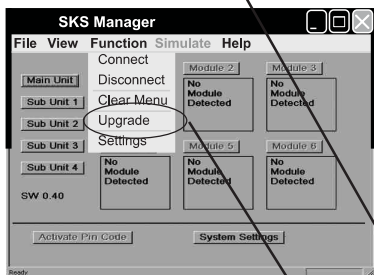 SKS Manager
File View Function Simulate Help
Connect
Disconnect
Clear Menu
Upgrade
Settings
Main Unit
Sub Unit 1
Sub Unit 2
Sub Unit 3
Sub Unit 4
SW 0.40
Module 2
No
Module
Detected
Module 3
No
Module
Detected
No
Module
Detected
Module 5
No
Module
Detected
Module 6
No
Module
Detected
Activate Pin Code
System Settings
Ready